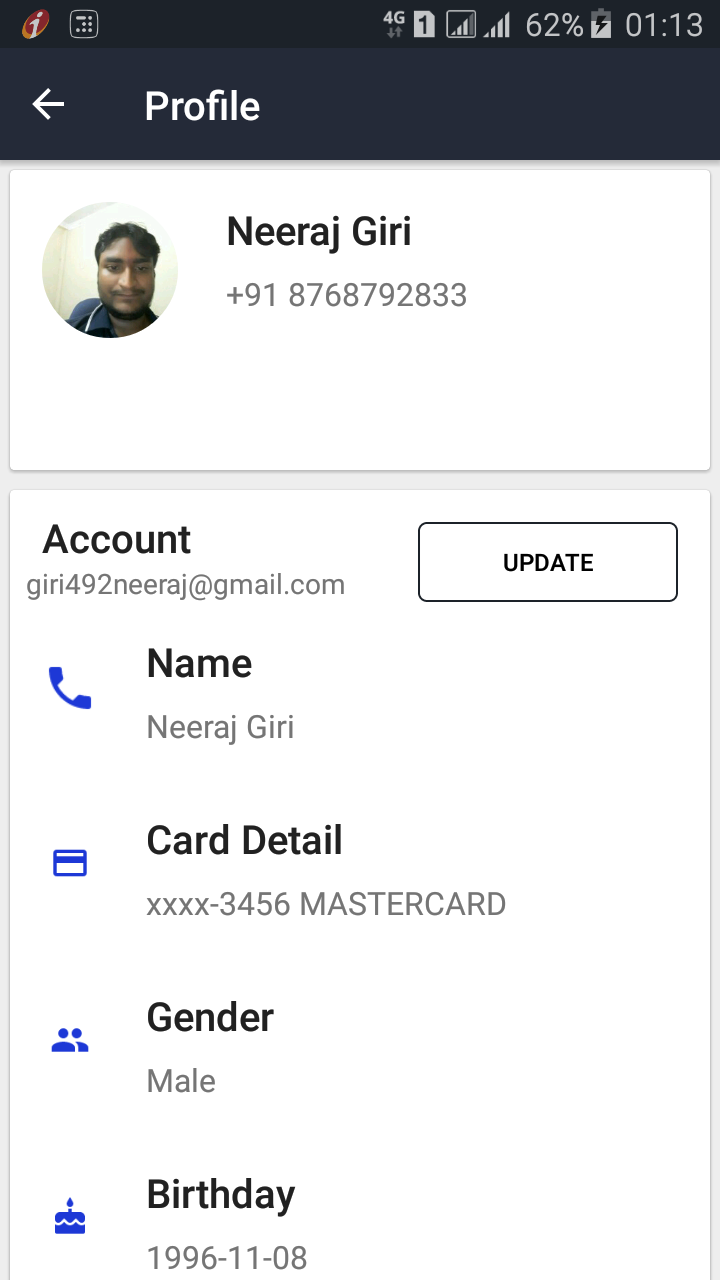 4G 1 62% 01:13
Profile
Neeraj Giri
+91 8768792833
Account
UPDATE
giri492neeraj@gmail.com
Name
Neeraj Giri
Card Detail
xxxx-3456 MASTERCARD
Gender
Male
Birthday
1996-11-08